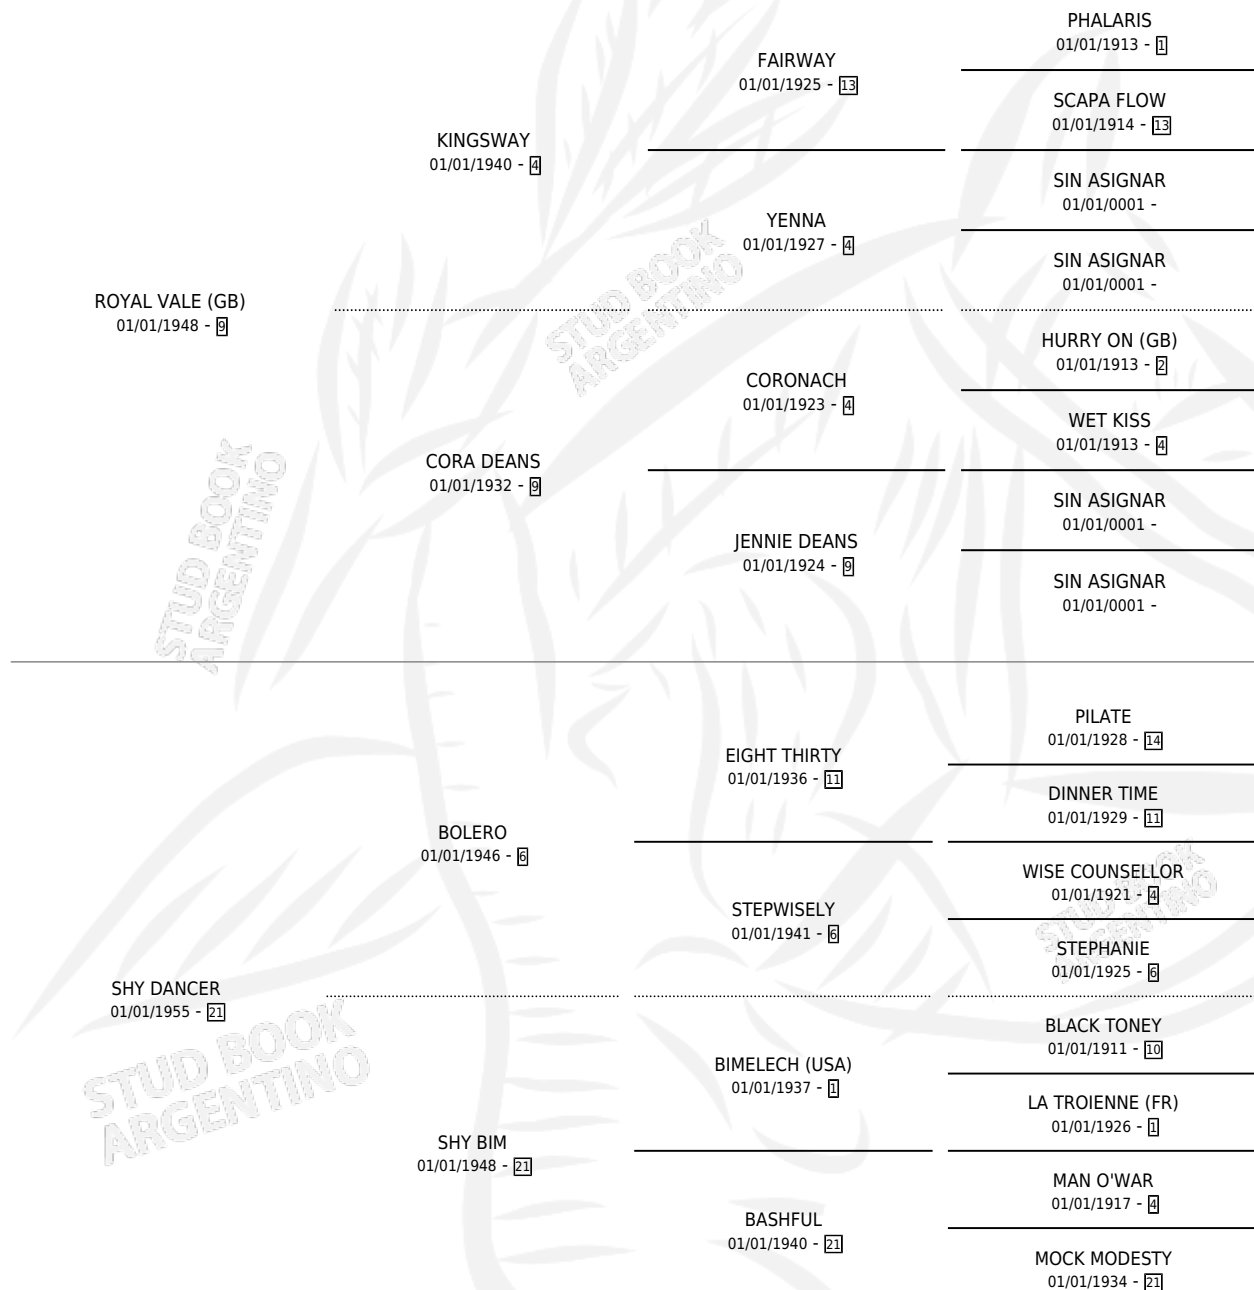 PHALARIS
01/01/1913 - 1
FAIRWAY
01/01/1925 - 13
SCAPA FLOW
01/01/1914 - 13
KINGSWAY
01/01/1940 - 4
SIN ASIGNAR
01/01/0001 -
YENNA
01/01/1927 - 4
SIN ASIGNAR
01/01/0001 -
ROYAL VALE (GB)
01/01/1948 - 9
STUD BOOK
ARGENTINO
HURRY ON (GB)
01/01/1913 - 2
CORONACH
01/01/1923 - 4
WET KISS
01/01/1913 - 4
CORA DEANS
01/01/1932 - 9
SIN ASIGNAR
01/01/0001 -
JENNIE DEANS
01/01/1924 - 9
SIN ASIGNAR
01/01/0001 -
STUD BOOK
ARGENTINO
PILATE
01/01/1928 - 14
EIGHT THIRTY
01/01/1936 - 11
DINNER TIME
01/01/1929 - 11
BOLERO
01/01/1946 - 6
WISE COUNSELLOR
01/01/1921 - 4
STEPWISELY
01/01/1941 - 6
STEPHANIE
01/01/1925 - 6
STUD BOOK
ARGENTINO
SHY DANCER
01/01/1955 - 21
BLACK TONEY
01/01/1911 - 10
BIMELECH (USA)
01/01/1937 - 1
LA TROIENNE (FR)
01/01/1926 - 1
STUD BOOK
ARGENTINO
SHY BIM
01/01/1948 - 21
MAN O'WAR
01/01/1917 - 4
BASHFUL
01/01/1940 - 21
MOCK MODESTY
01/01/1934 - 21